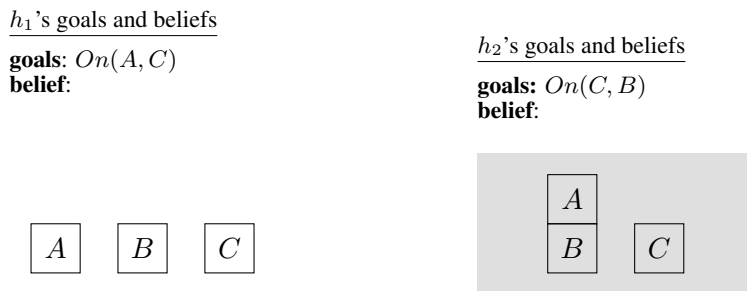 h₁'s goals and beliefs
goals: On(A, C)
belief:
A B C
h₂'s goals and beliefs
goals: On(C, B)
belief:
A
B C